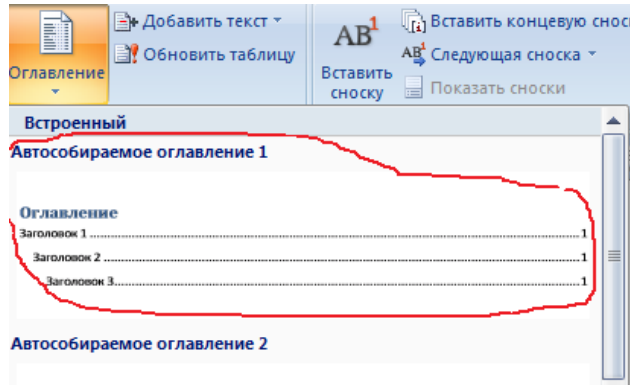 Добавить текст
Обновить таблицу
Оглавление
AB1
Вставить сноску
[i] Вставить концевую
AB1 Следующая сноска
Показать сноски
Встроенный
Автособираемое оглавление 1
Оглавление
Заголовок 1 ........................................................ 1
Заголовок 2 ........................................................ 1
Заголовок 3 ........................................................ 1
Автособираемое оглавление 2